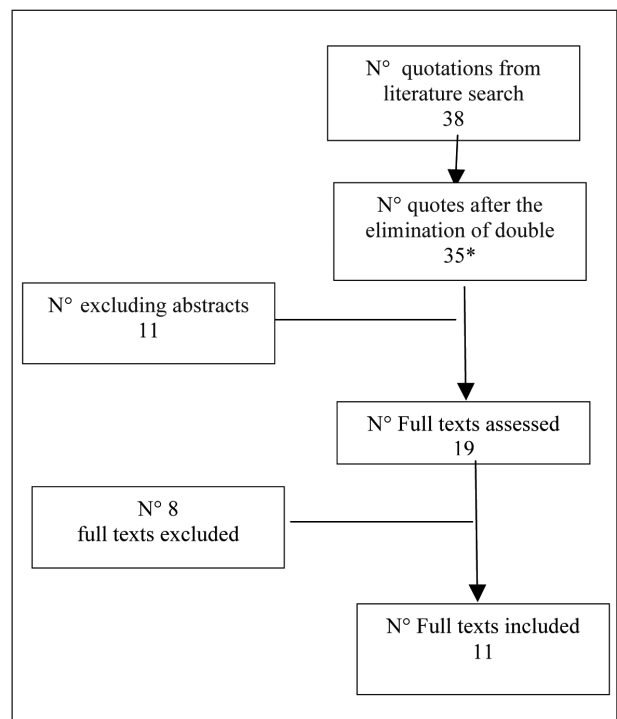 N° quotations from
literature search
38
N° quotes after the
elimination of double
35*
N° excluding abstracts
11
N° Full texts assessed
19
N° 8
full texts excluded
N° Full texts included
11